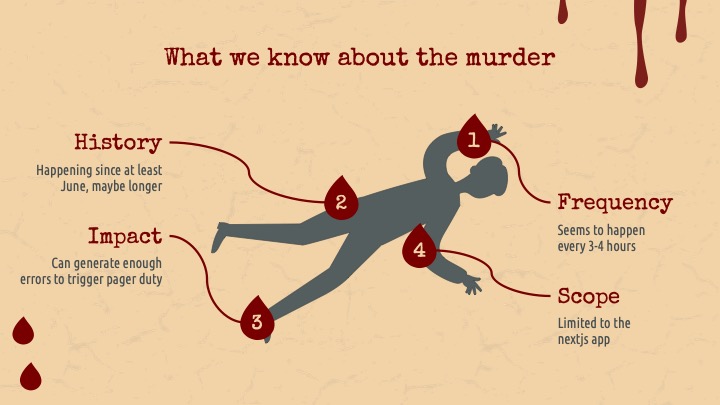 What we know about the murder
1
Frequency
Seems to happen
every 3-4 hours
2
History
Happening since at least
June, maybe longer
3
Impact
Can generate enough
errors to trigger pager duty
4
Scope
Limited to the
nextjs app